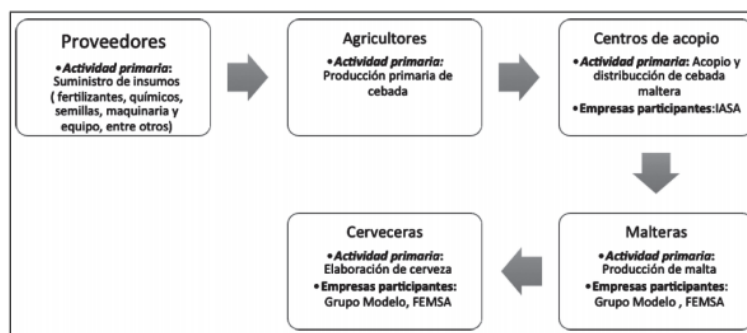 Proveedores
•Actividad primaria:
Suministro de insumos
( fertilizantes, químicos,
semillas, maquinaria y
equipo, entre otros)
Agricultores
•Actividad primaria:
Producción primaria de
cebada
Centros de acopio
•Actividad primaria: Acopio y
distribucción de cebada
maltera
•Empresas participantes:IASA
Cerveceras
•Actividad primaria:
Elaboración de cerveza
•Empresas participantes:
Grupo Modelo, FEMSA
Malteras
•Actividad primaria:
Producción de malta
•Empresas participantes:
Grupo Modelo , FEMSA